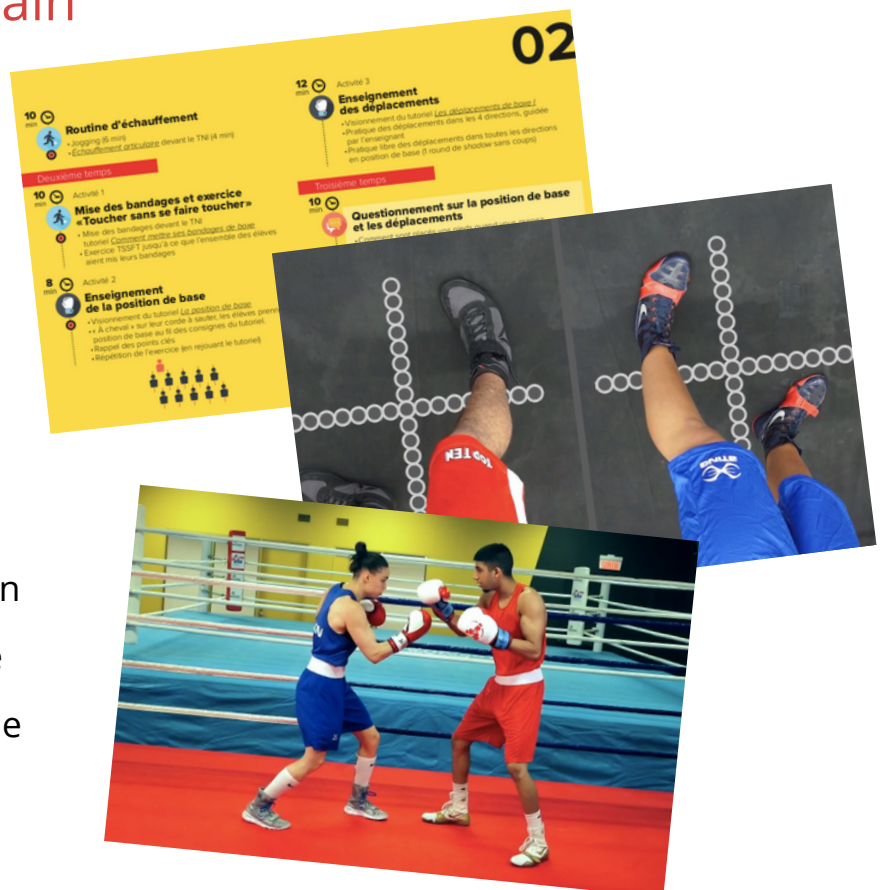 ain
02
10
min
Routine d'échauffement
• Jogging (6 min)
• Échauffement articulaire devant le TNI (4 min)
Deuxième temps
10
min
Activité 1
Mise des bandages et exercice
«Toucher sans se faire toucher»
• Mise des bandages devant le TNI
tutoriel Comment mettre ses bandages de base
• Exercice TSSFT jusqu'à ce que l'ensemble des élèves
aient mis leurs bandages
8
min
Activité 2
Enseignement
de la position de base
• Visionnement du tutoriel La position de base
• « À cheval » sur leur corde à sauter, les élèves prenn
position de base au fil des consignes du tutoriel.
• Rappel des points clés
• Répétition de l'exercice (en rejouant le tutoriel)
12
min
Activité 3
Enseignement
des déplacements
• Visionnement du tutoriel Les déplacements de base I
• Pratique des déplacements dans les 4 directions, guidée
par l'enseignant
• Pratique libre des déplacements dans toutes les directions
en position de base (1 round de shadow sans coups)
Troisième temps
10
min
Questionnement sur la position de base
et les déplacements
TOP TEN
STING
n
e
e